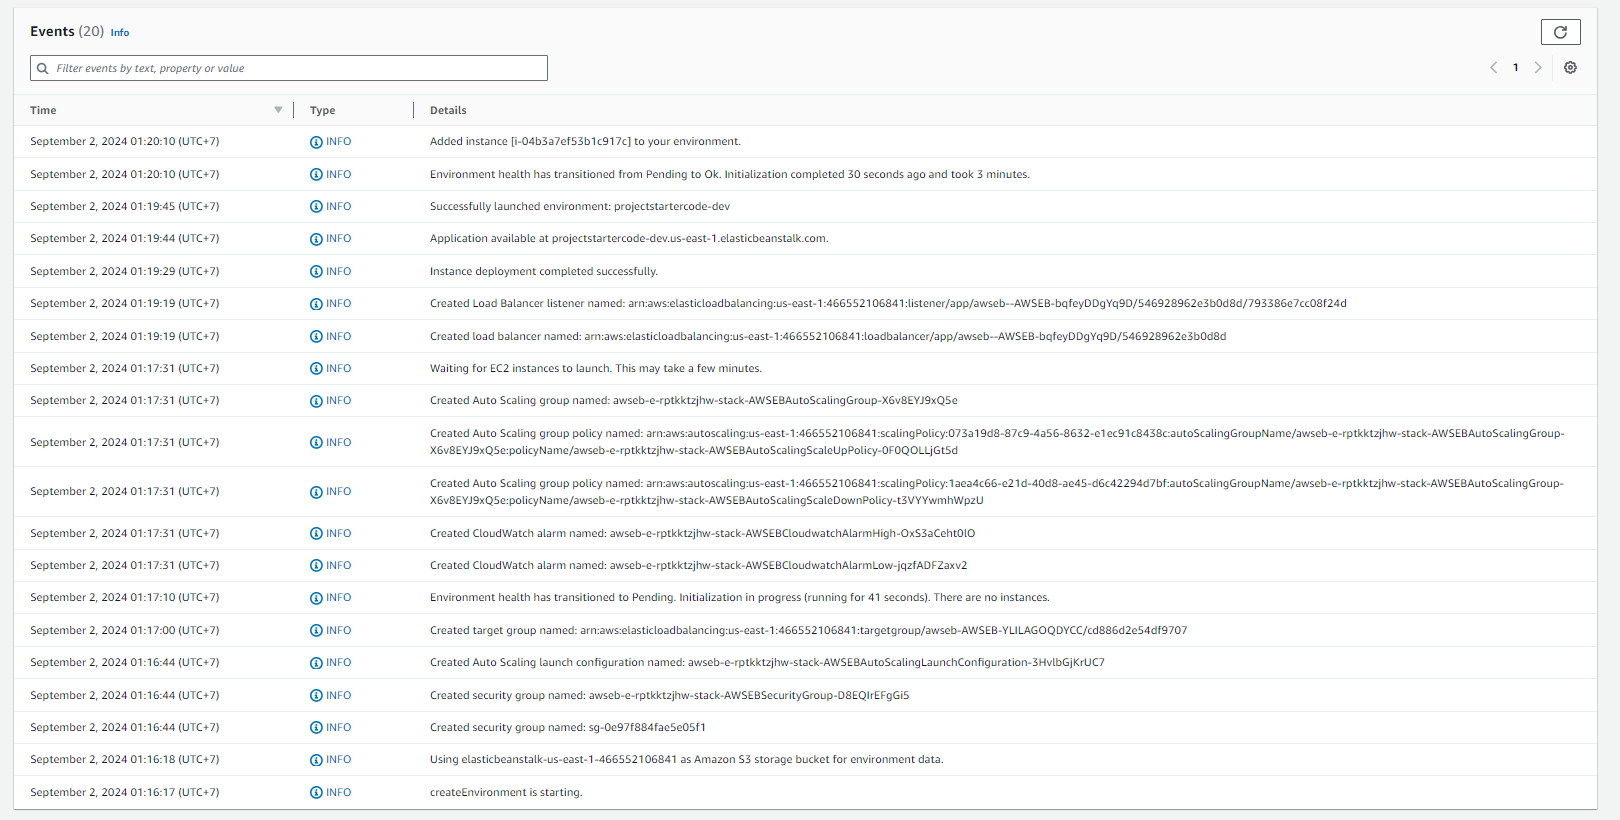 Events (20) Info
Filter events by text, property or value
1
Time Type Details
September 2, 2024 01:20:10 (UTC+7) INFO Added instance [i-04b3a7ef53b1c917c] to your environment.
September 2, 2024 01:20:10 (UTC+7) INFO Environment health has transitioned from Pending to Ok. Initialization completed 30 seconds ago and took 3 minutes.
September 2, 2024 01:19:45 (UTC+7) INFO Successfully launched environment: projectstartercode-dev
September 2, 2024 01:19:44 (UTC+7) INFO Application available at projectstartercode-dev.us-east-1.elasticbeanstalk.com.
September 2, 2024 01:19:29 (UTC+7) INFO Instance deployment completed successfully.
September 2, 2024 01:19:19 (UTC+7) INFO Created Load Balancer listener named: arn:aws:elasticloadbalancing:us-east-1:466552106841:listener/app/awseb--AWSEB-bqfeyDDgYq9D/546928962e3b0d8d/793386e7cc08f24d
September 2, 2024 01:19:19 (UTC+7) INFO Created load balancer named: arn:aws:elasticloadbalancing:us-east-1:466552106841:loadbalancer/app/awseb--AWSEB-bqfeyDDgYq9D/546928962e3b0d8d
September 2, 2024 01:17:31 (UTC+7) INFO Waiting for EC2 instances to launch. This may take a few minutes.
September 2, 2024 01:17:31 (UTC+7) INFO Created Auto Scaling group named: awseb-e-rptkktzjhw-stack-AWSEBAutoScalingGroup-X6v8EYJ9xQ5e
September 2, 2024 01:17:31 (UTC+7) INFO Created Auto Scaling group policy named: arn:aws:autoscaling:us-east-1:466552106841:scalingPolicy:073a19d8-87c9-4a56-8632-e1ec91c8438c:autoScalingGroupName/awseb-e-rptkktzjhw-stack-AWSEBAutoScalingGroup-
X6v8EYJ9xQ5e:policyName/awseb-e-rptkktzjhw-stack-AWSEBAutoScalingScaleUpPolicy-0F0QOLLjGt5d
September 2, 2024 01:17:31 (UTC+7) INFO Created Auto Scaling group policy named: arn:aws:autoscaling:us-east-1:466552106841:scalingPolicy:1aea4c66-e21d-40d8-ae45-d6c42294d7bf:autoScalingGroupName/awseb-e-rptkktzjhw-stack-AWSEBAutoScalingGroup-
X6v8EYJ9xQ5e:policyName/awseb-e-rptkktzjhw-stack-AWSEBAutoScalingScaleDownPolicy-t3VYYwmhWpzU
September 2, 2024 01:17:31 (UTC+7) INFO Created CloudWatch alarm named: awseb-e-rptkktzjhw-stack-AWSEBCloudwatchAlarmHigh-OxS3aCeht0lO
September 2, 2024 01:17:31 (UTC+7) INFO Created CloudWatch alarm named: awseb-e-rptkktzjhw-stack-AWSEBCloudwatchAlarmLow-jqzfADFZaxv2
September 2, 2024 01:17:10 (UTC+7) INFO Environment health has transitioned to Pending. Initialization in progress (running for 41 seconds). There are no instances.
September 2, 2024 01:17:00 (UTC+7) INFO Created target group named: arn:aws:elasticloadbalancing:us-east-1:466552106841:targetgroup/awseb-AWSEB-YLILAGOQDYCC/cd886d2e54df9707
September 2, 2024 01:16:44 (UTC+7) INFO Created Auto Scaling launch configuration named: awseb-e-rptkktzjhw-stack-AWSEBAutoScalingLaunchConfiguration-3HvlbGjKrUC7
September 2, 2024 01:16:44 (UTC+7) INFO Created security group named: awseb-e-rptkktzjhw-stack-AWSEBSecurityGroup-D8EQIrEFgGi5
September 2, 2024 01:16:44 (UTC+7) INFO Created security group named: sg-0e97f884fae5e05f1
September 2, 2024 01:16:18 (UTC+7) INFO Using elasticbeanstalk-us-east-1-466552106841 as Amazon S3 storage bucket for environment data.
September 2, 2024 01:16:17 (UTC+7) INFO createEnvironment is starting.